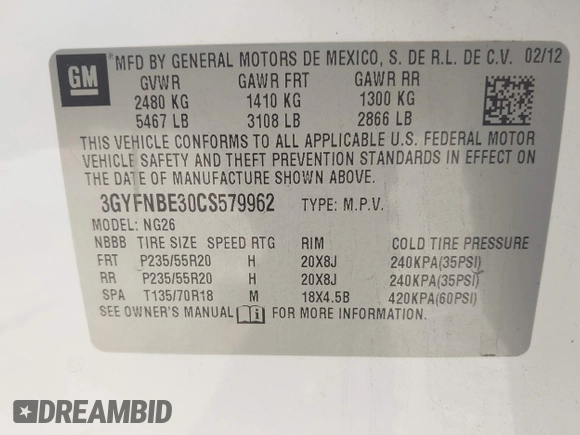 GM
*MFD BY GENERAL MOTORS DE MEXICO, S. DE R.L. DE C.V. 02/12
GVWR GAWR FRT GAWR RR
2480 KG 1410 KG 1300 KG
5467 LB 3108 LB 2866 LB
THIS VEHICLE CONFORMS TO ALL APPLICABLE U.S. FEDERAL MOTOR
VEHICLE SAFETY AND THEFT PREVENTION STANDARDS IN EFFECT ON
THE DATE OF MANUFACTURE SHOWN ABOVE.
3GYFNBE30CS579962 TYPE: M.P.V.
MODEL: NG26
NBBB TIRE SIZE SPEED RTG RIM COLD TIRE PRESSURE
FRT P235/55R20 H 20X8J 240KPA(35PSI)
RR P235/55R20 H 20X8J 240KPA(35PSI)
SPA T135/70R18 M 18X4.5B 420KPA(60PSI)
SEE OWNER'S MANUAL i FOR MORE INFORMATION.
DREAMBID